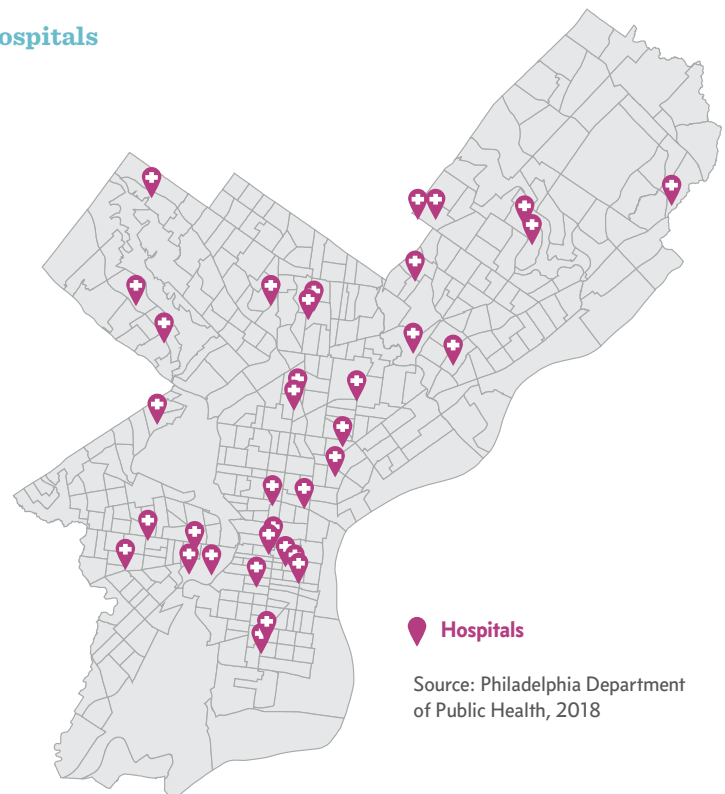 ospitals
Hospitals
Source: Philadelphia Department
of Public Health, 2018